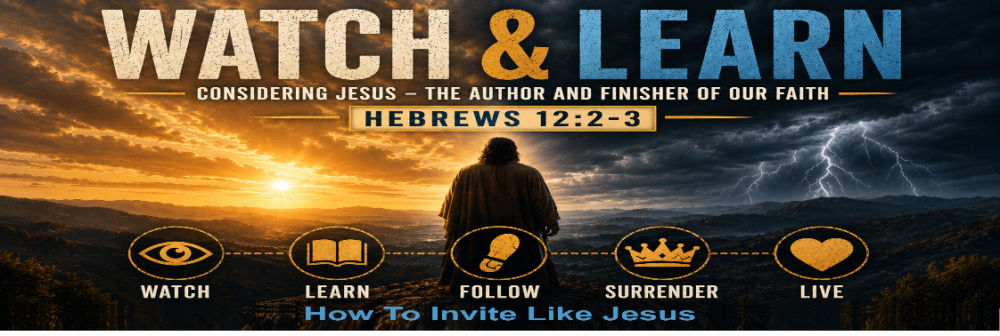 WATCH & LEARN
CONSIDERING JESUS – THE AUTHOR AND FINISHER OF OUR FAITH
HEBREWS 12:2-3
WATCH LEARN FOLLOW SURRENDER LIVE
How To Invite Like Jesus